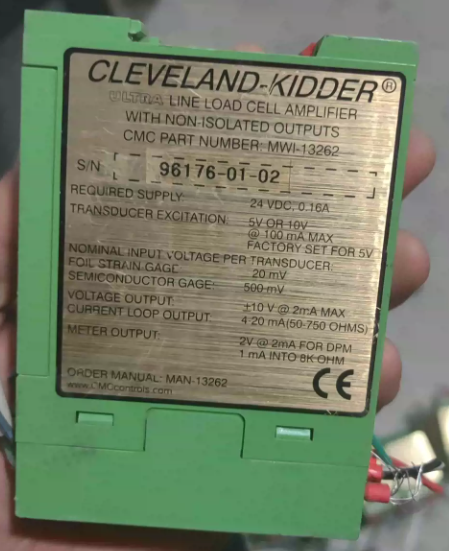 CLEVELAND-KIDDER®
ULTRA LINE LOAD CELL AMPLIFIER
WITH NON-ISOLATED OUTPUTS
CMC PART NUMBER: MWI-13262
S/N 96176-01-02
REQUIRED SUPPLY: 24 VDC, 0.16A
TRANSDUCER EXCITATION: 5V OR 10V
@ 100 mA MAX
FACTORY SET FOR 5V
NOMINAL INPUT VOLTAGE PER TRANSDUCER:
FOIL STRAIN GAGE: 20 mV
SEMICONDUCTOR GAGE: 500 mV
VOLTAGE OUTPUT: ±10 V @ 2mA MAX
CURRENT LOOP OUTPUT: 4-20 mA(50-750 OHMS)
METER OUTPUT: 2V @ 2mA FOR DPM
1 mA INTO 8K OHM
ORDER MANUAL: MAN-13262
www.CMCcontrols.com
CE